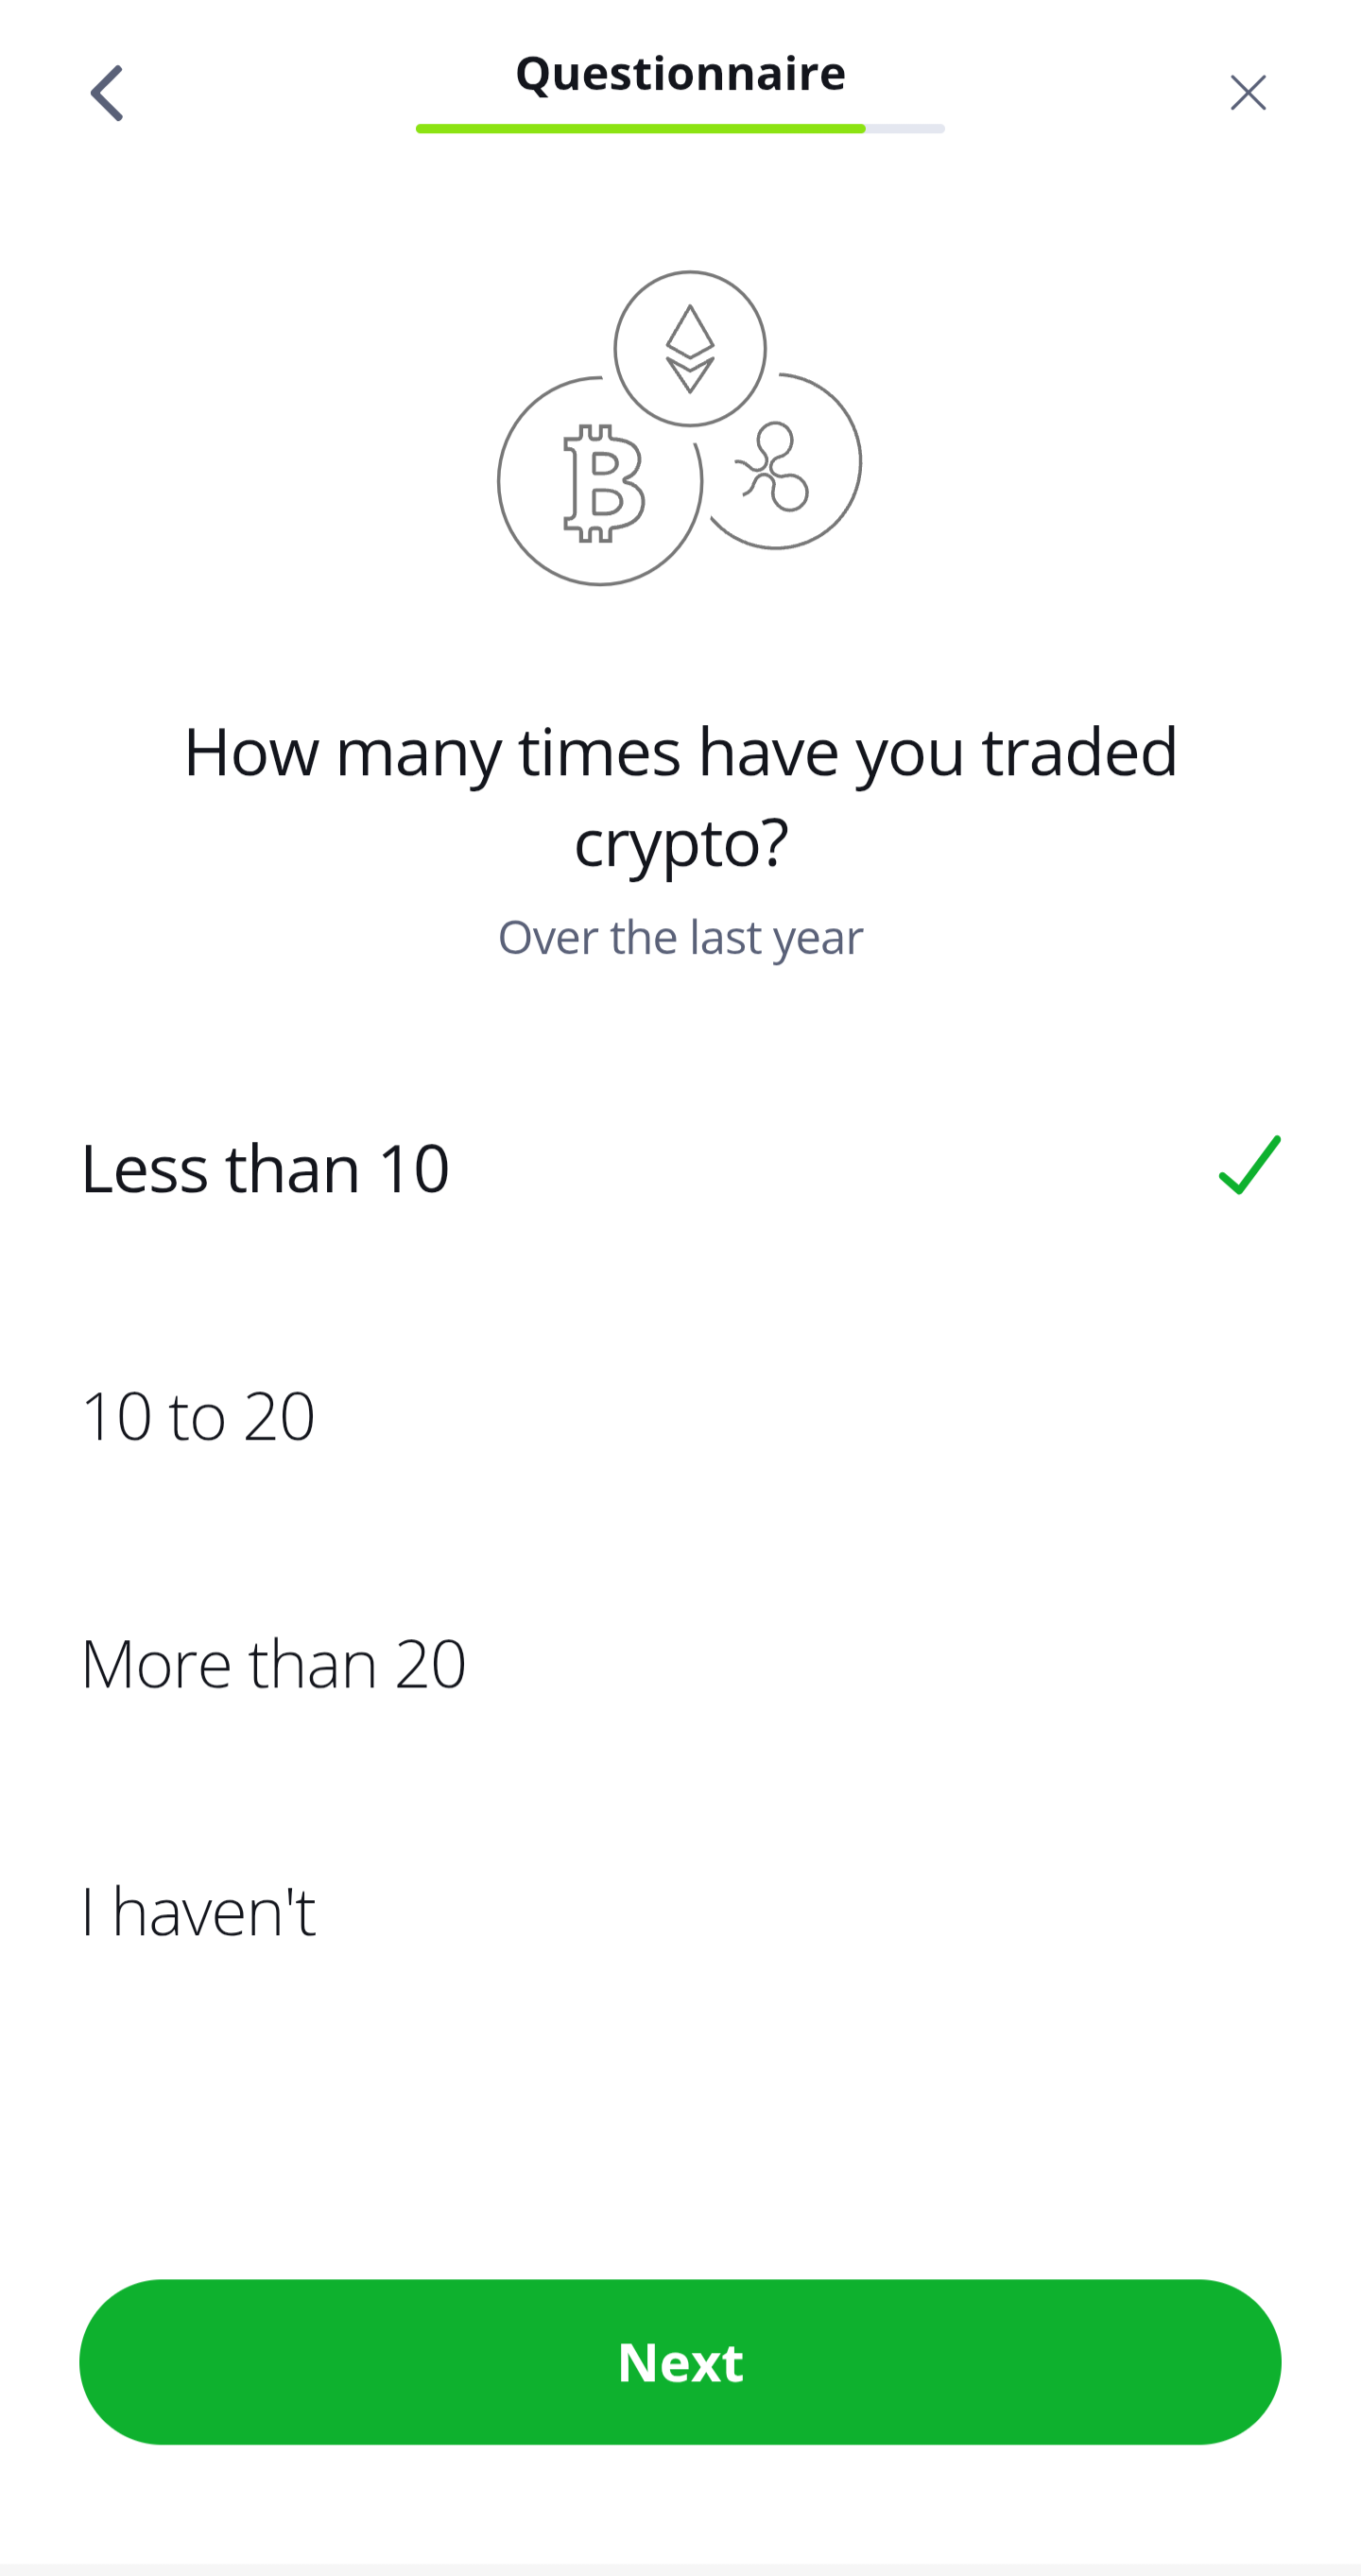 Questionnaire
How many times have you traded
crypto?
Over the last year
Less than 10
10 to 20
More than 20
I haven't
Next